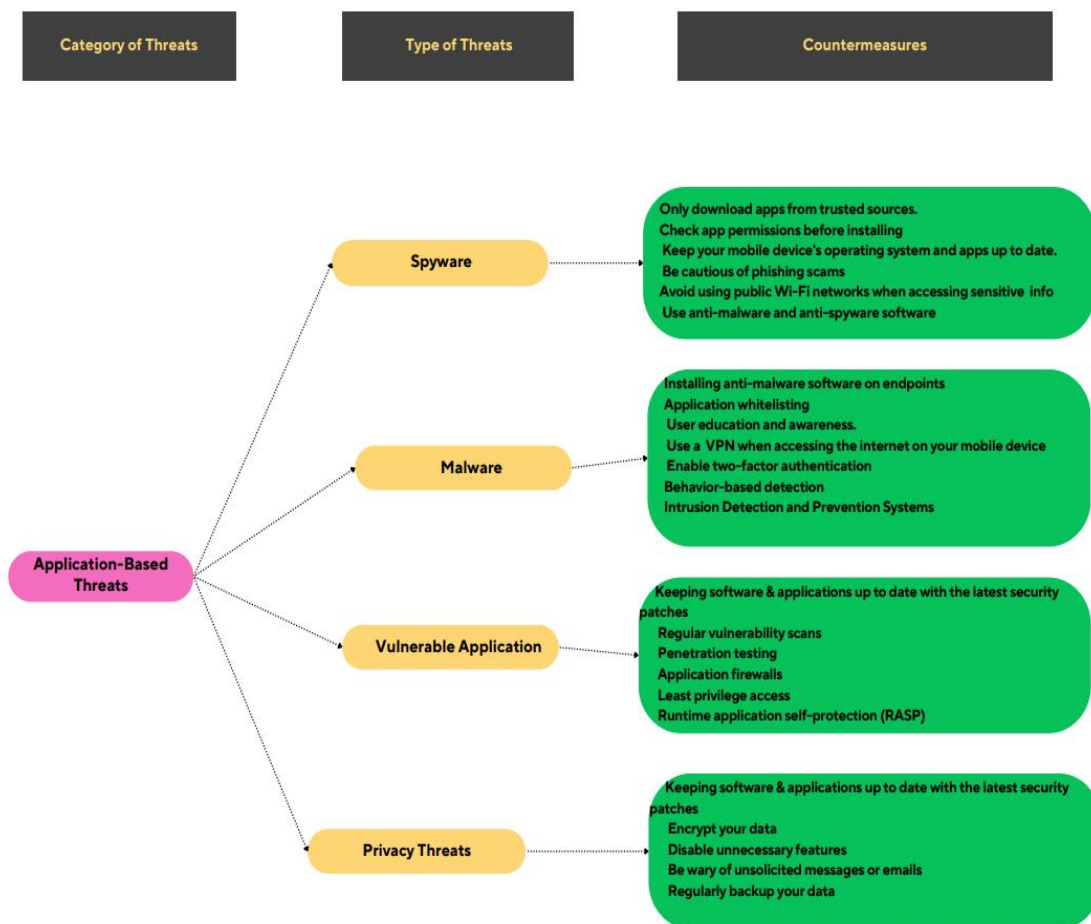 Category of Threats
Type of Threats
Countermeasures
Application-Based
Threats
Spyware
Only download apps from trusted sources.
Check app permissions before installing
Keep your mobile device's operating system and apps up to date.
Be cautious of phishing scams
Avoid using public Wi-Fi networks when accessing sensitive info
Use anti-malware and anti-spyware software
Malware
Installing anti-malware software on endpoints
Application whitelisting
User education and awareness.
Use a VPN when accessing the internet on your mobile device
Enable two-factor authentication
Behavior-based detection
Intrusion Detection and Prevention Systems
Vulnerable Application
Keeping software & applications up to date with the latest security
patches
Regular vulnerability scans
Penetration testing
Application firewalls
Least privilege access
Runtime application self-protection (RASP)
Privacy Threats
Keeping software & applications up to date with the latest security
patches
Encrypt your data
Disable unnecessary features
Be wary of unsolicited messages or emails
Regularly backup your data